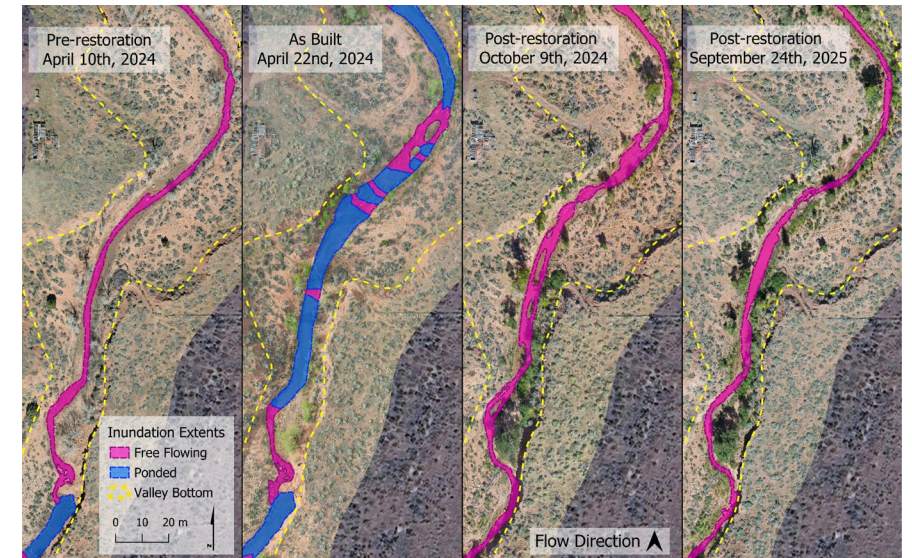 Pre-restoration
April 10th, 2024
As Built
April 22nd, 2024
Post-restoration
October 9th, 2024
Post-restoration
September 24th, 2025
Inundation Extents
Free Flowing
Ponded
Valley Bottom
0 10 20 m
N
Flow Direction